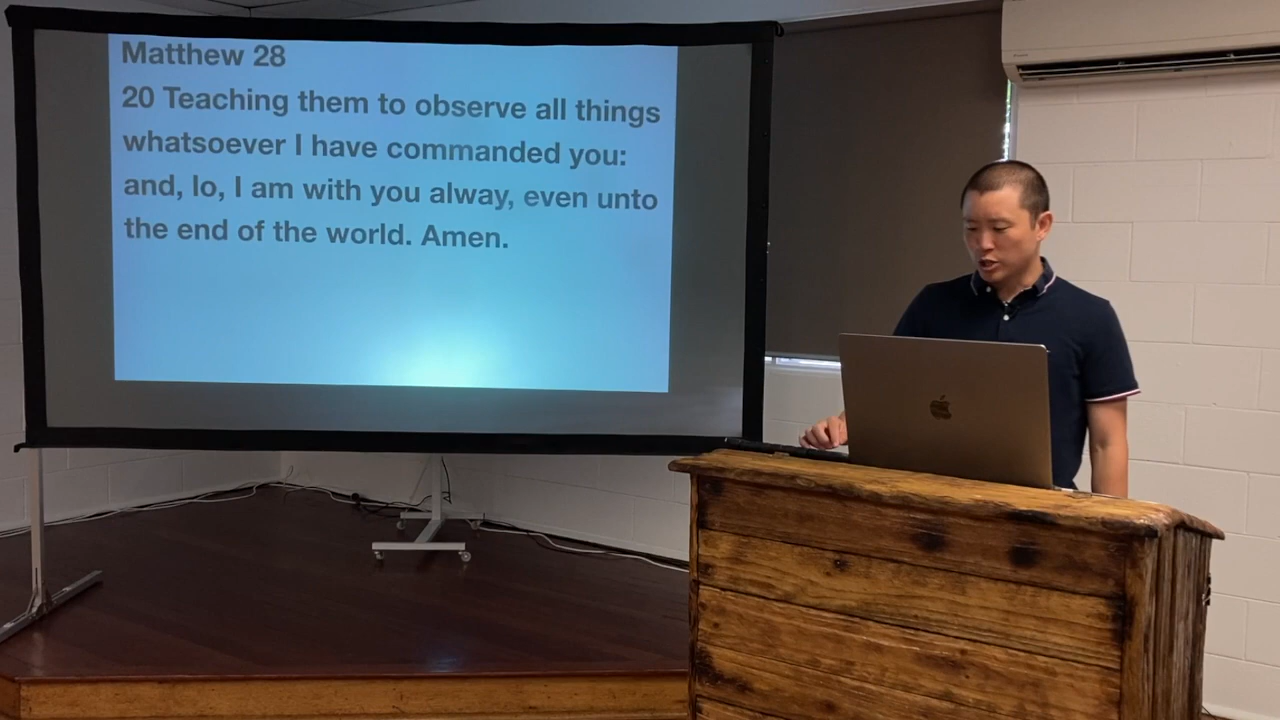 Matthew 28
20 Teaching them to observe all things
whatsoever I have commanded you:
and, lo, I am with you alway, even unto
the end of the world. Amen.